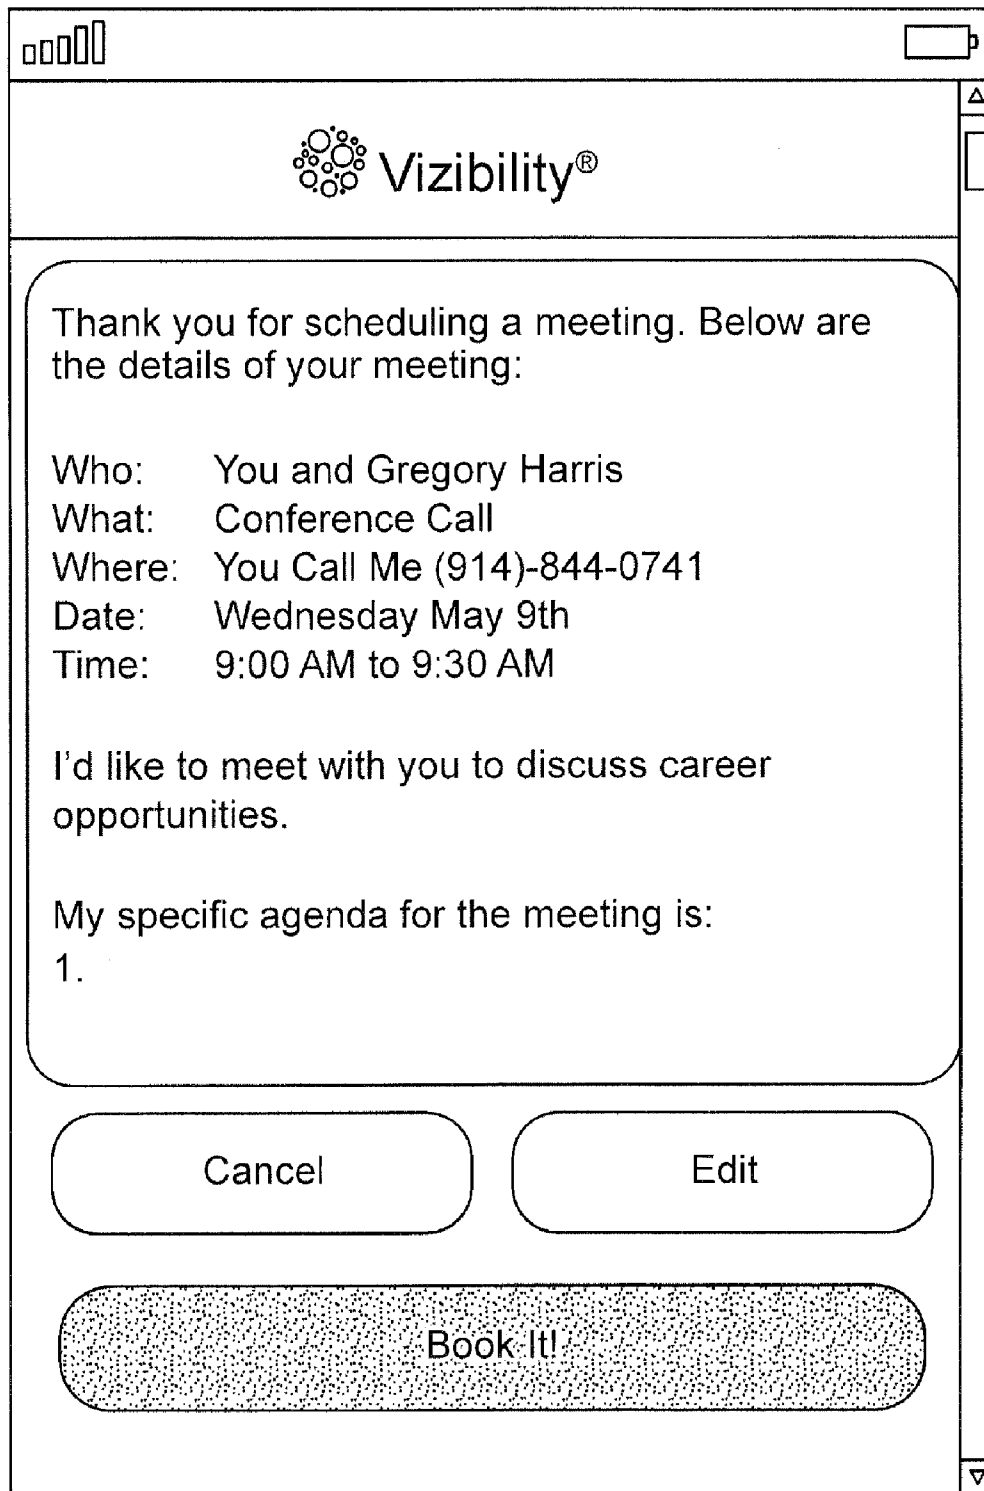 Vizibility®
Thank you for scheduling a meeting. Below are
the details of your meeting:
Who: You and Gregory Harris
What: Conference Call
Where: You Call Me (914)-844-0741
Date: Wednesday May 9th
Time: 9:00 AM to 9:30 AM
I'd like to meet with you to discuss career
opportunities.
My specific agenda for the meeting is:
1.
Cancel
Edit
Book It!